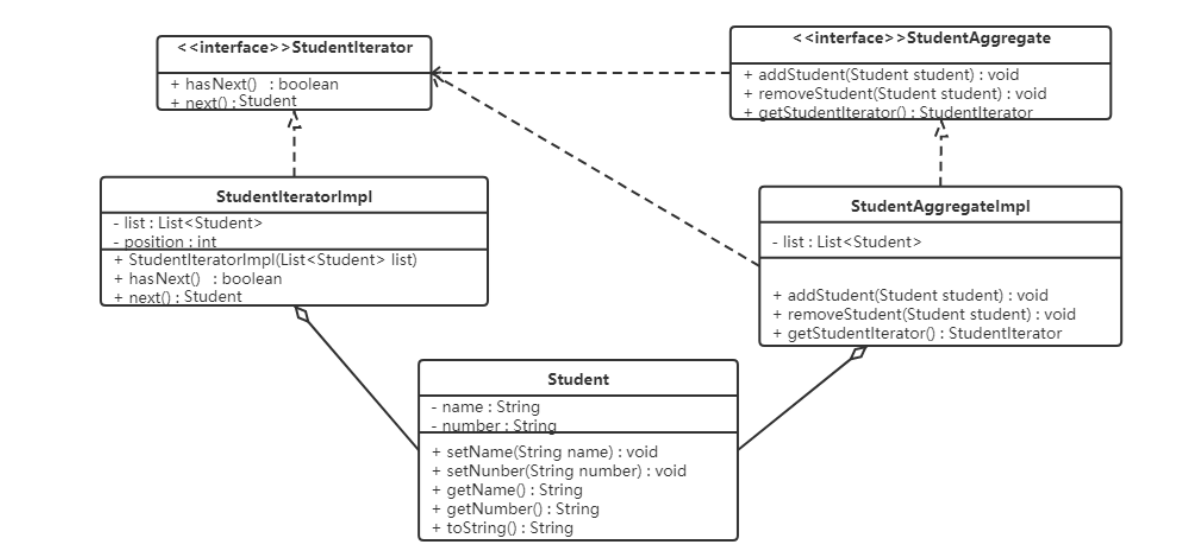 <<interface>>StudentIterator
+ hasNext() : boolean
+ next() : Student
<<interface>>StudentAggregate
+ addStudent(Student student) : void
+ removeStudent(Student student) : void
+ getStudentIterator() : StudentIterator
StudentIteratorImpl
- list : List<Student>
- position : int
+ StudentIteratorImpl(List<Student> list)
+ hasNext() : boolean
+ next() : Student
StudentAggregateImpl
- list : List<Student>
+ addStudent(Student student) : void
+ removeStudent(Student student) : void
+ getStudentIterator() : StudentIterator
Student
- name : String
- number : String
+ setName(String name) : void
+ setNunber(String number) : void
+ getName() : String
+ getNumber() : String
+ toString() : String